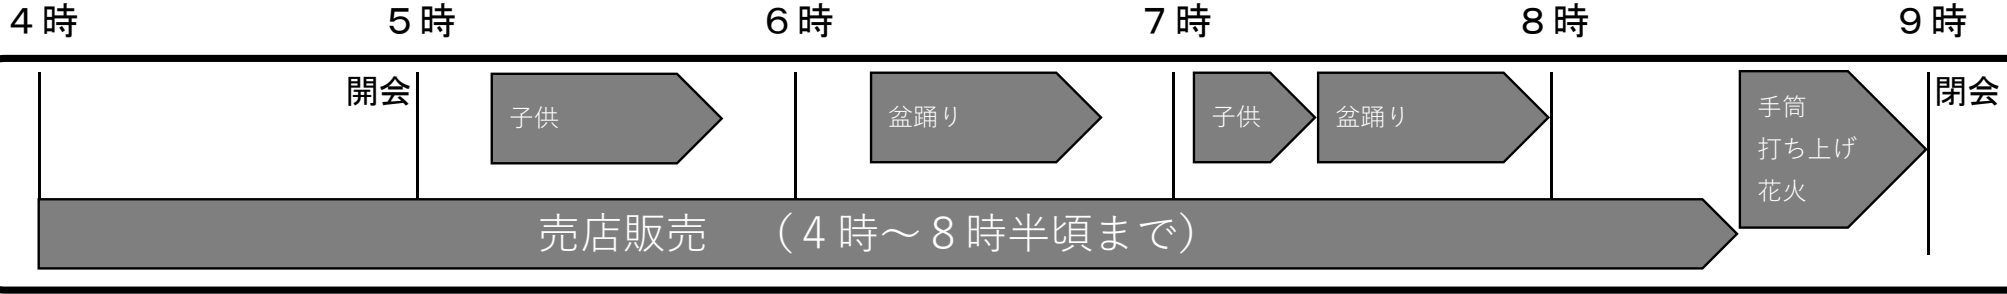 ４時 ５時 ６時 ７時 ８時 ９時
開会
閉会
子供
盆踊り
子供
盆踊り
手筒
打ち上げ
花火
売店販売　（４時～８時半頃まで）